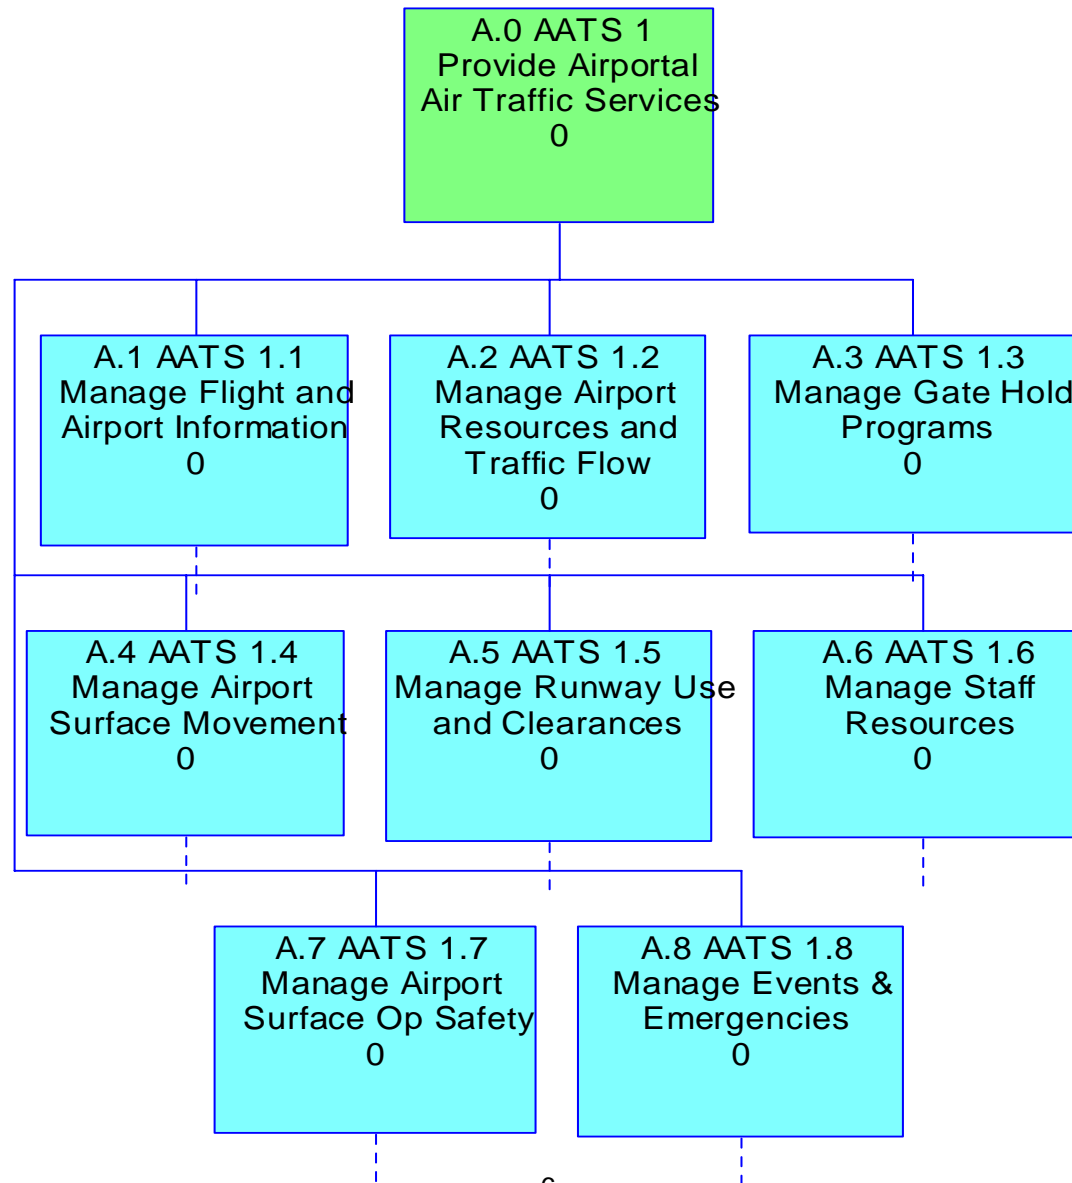 A.0 AATS 1
Provide Airportal
Air Traffic Services
0
A.1 AATS 1.1
Manage Flight and
Airport Information
0
A.2 AATS 1.2
Manage Airport
Resources and
Traffic Flow
0
A.3 AATS 1.3
Manage Gate Hold
Programs
0
A.4 AATS 1.4
Manage Airport
Surface Movement
0
A.5 AATS 1.5
Manage Runway Use
and Clearances
0
A.6 AATS 1.6
Manage Staff
Resources
0
A.7 AATS 1.7
Manage Airport
Surface Op Safety
0
A.8 AATS 1.8
Manage Events &
Emergencies
0